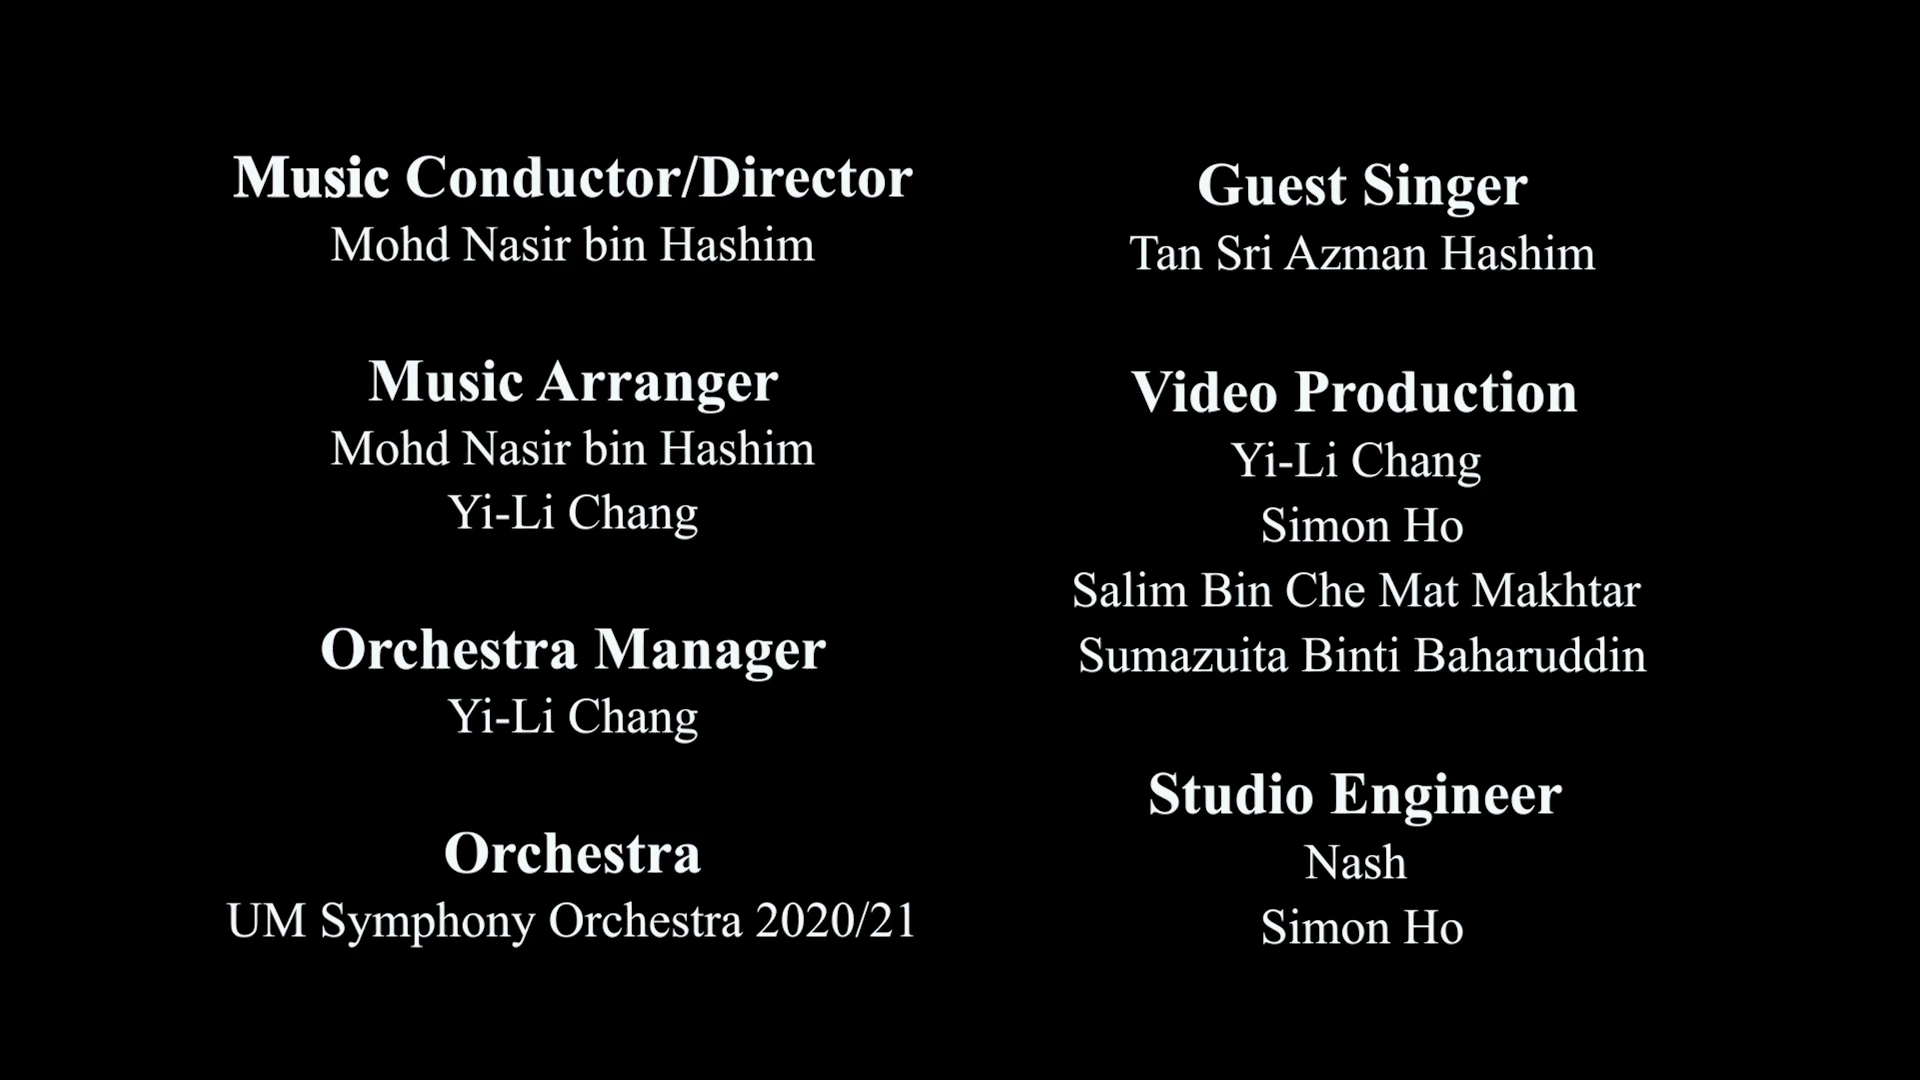 Music Conductor/Director
Mohd Nasir bin Hashim
Music Arranger
Mohd Nasir bin Hashim
Yi-Li Chang
Orchestra Manager
Yi-Li Chang
Orchestra
UM Symphony Orchestra 2020/21
Guest Singer
Tan Sri Azman Hashim
Video Production
Yi-Li Chang
Simon Ho
Salim Bin Che Mat Makhtar
Sumazuita Binti Baharuddin
Studio Engineer
Nash
Simon Ho